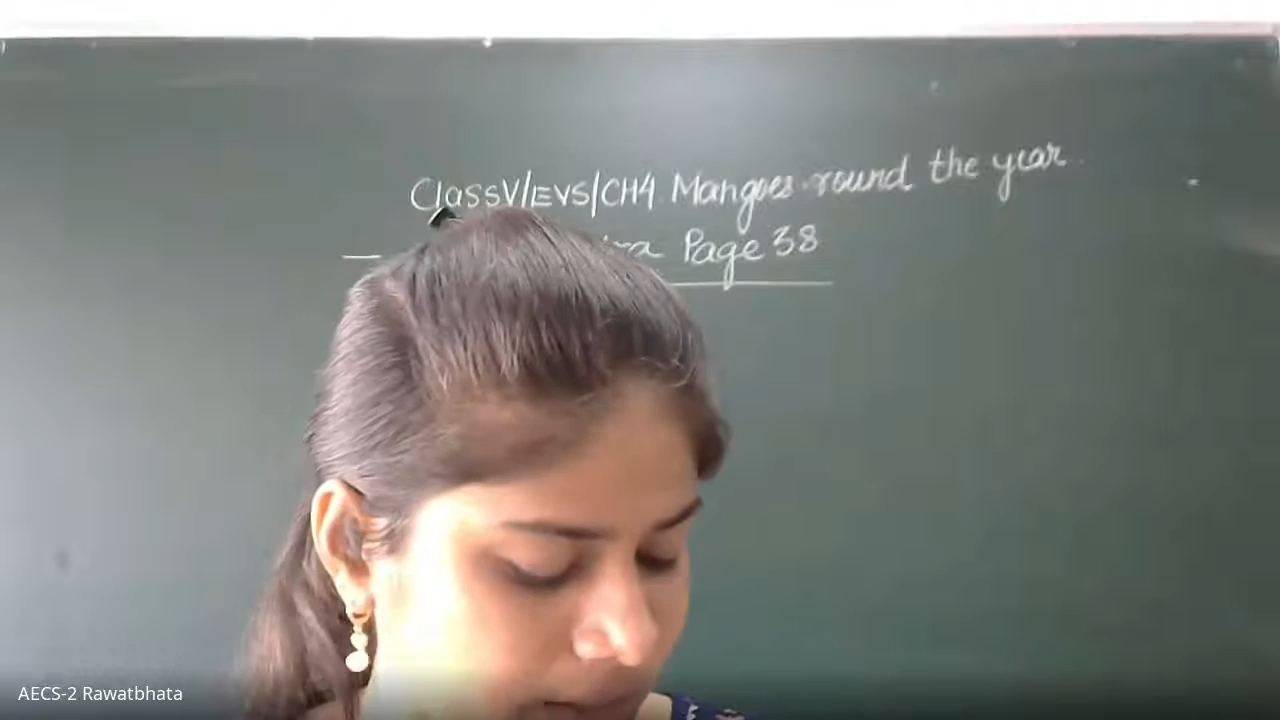 ClassV/EVS/CH4 Mangoes round the year
Page 38
AECS-2 Rawatbhata